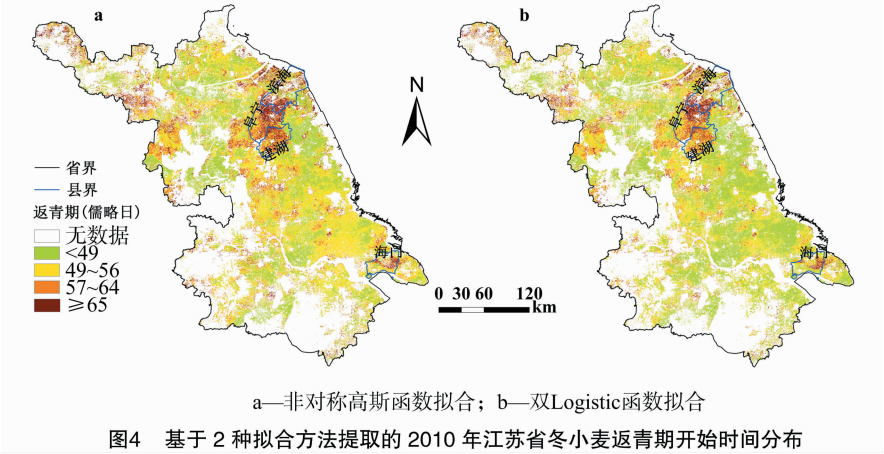 a
b
N
滨海
阜宁
建湖
海门
滨海
阜宁
建湖
海门
省界
县界
返青期(儒略日)
无数据
<49
49~56
57~64
≥65
0 30 60 120
km
a—非对称高斯函数拟合；b—双Logistic函数拟合
图4 基于 2 种拟合方法提取的 2010 年江苏省冬小麦返青期开始时间分布